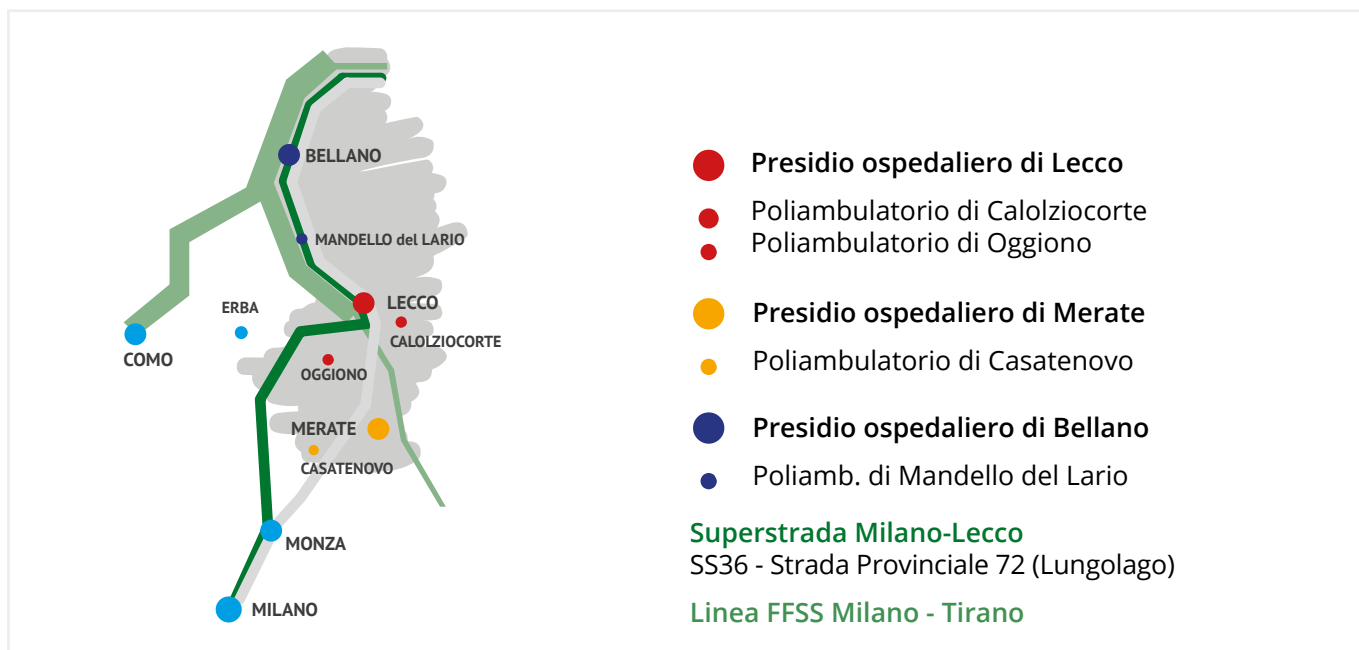 BELLANO
MANDELLO del LARIO
LECCO
ERBA
CALOLZIOCORTE
COMO
OGGIONO
MERATE
CASATENOVO
MONZA
MILANO
Presidio ospedaliero di Lecco
Poliambulatorio di Calolziocorte
Poliambulatorio di Oggiono
Presidio ospedaliero di Merate
Poliambulatorio di Casatenovo
Presidio ospedaliero di Bellano
Poliamb. di Mandello del Lario
Superstrada Milano-Lecco
SS36 - Strada Provinciale 72 (Lungolago)
Linea FFSS Milano - Tirano